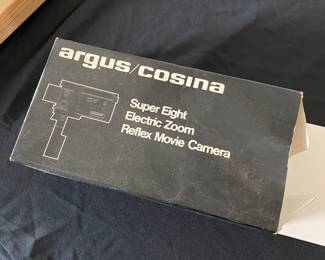 argus/cosina
Super Eight
Electric Zoom
Reflex Movie Camera